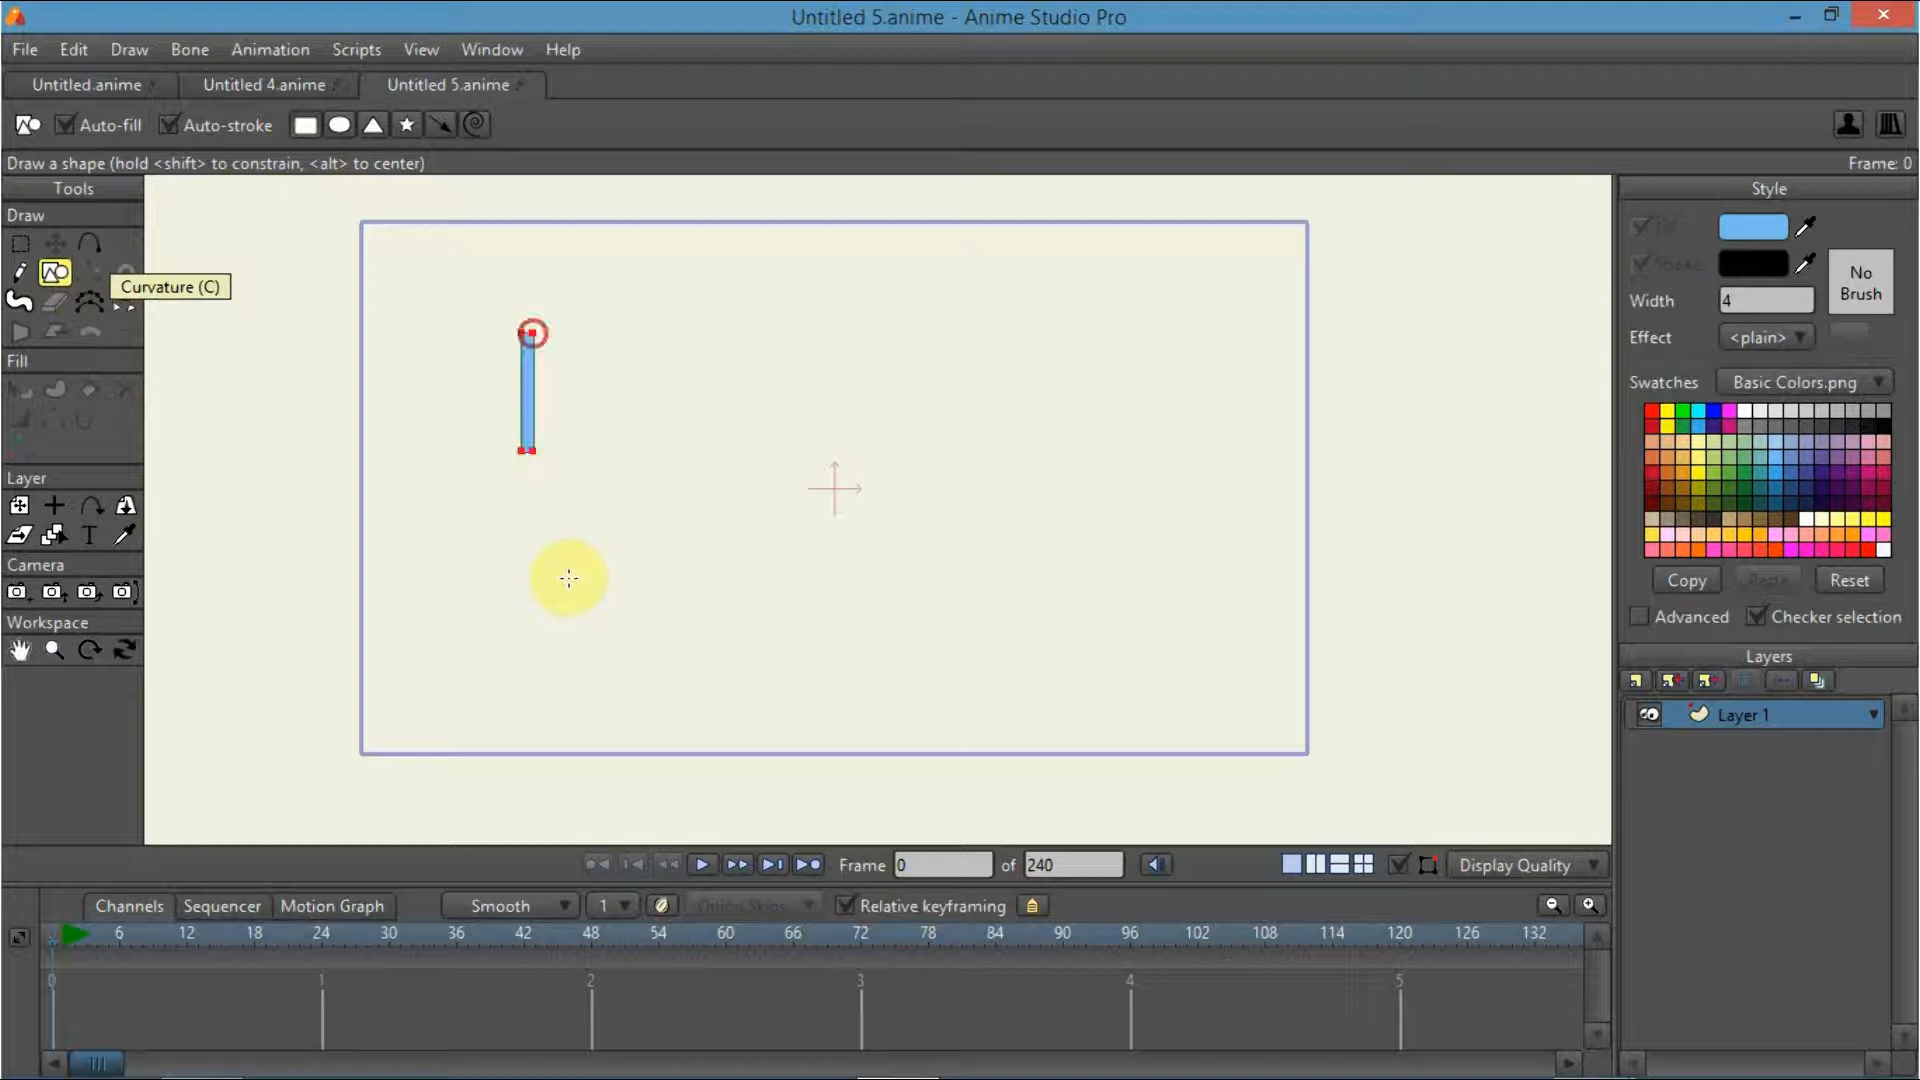 Untitled 5.anime - Anime Studio Pro
File Edit Draw Bone Animation Scripts View Window Help
Untitled.anime Untitled 4.anime Untitled 5.anime
Auto-fill Auto-stroke
Draw a shape (hold <shift> to constrain, <alt> to center) Frame: 0
Tools
Style
Draw
Curvature (C)
No
Brush
Width 4
Effect <plain>
Fill
Swatches Basic Colors.png
Layer
T
Copy Reset
Advanced Checker selection
Camera
Workspace
Layers
Layer 1
Frame 0 of 240 Display Quality
Channels Sequencer Motion Graph Smooth 1 Onion Skins Relative keyframing
0 6 12 18 24 30 36 42 48 54 60 66 72 78 84 90 96 102 108 114 120 126 132
0 1 2 3 4 5